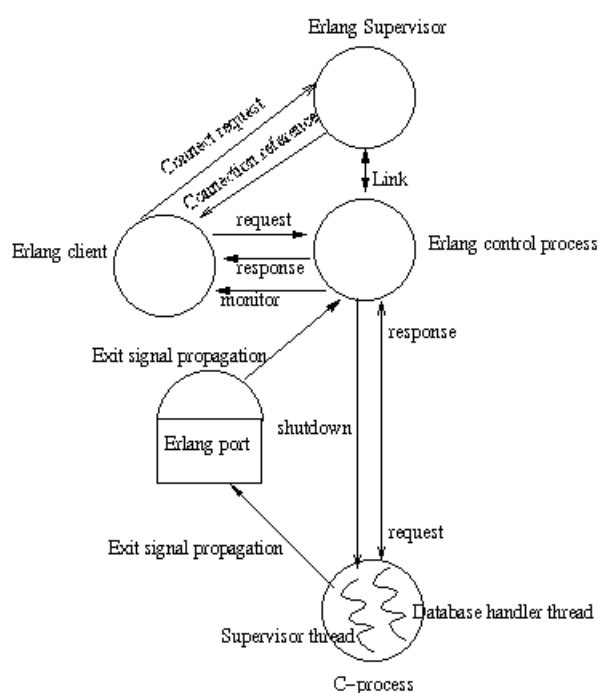 Erlang Supervisor
Connect request
Connection reference
Link
request
Erlang client
Erlang control process
response
monitor
response
Exit signal propagation
shutdown
Erlang port
request
Exit signal propagation
Database handler thread
Supervisor thread
C-process